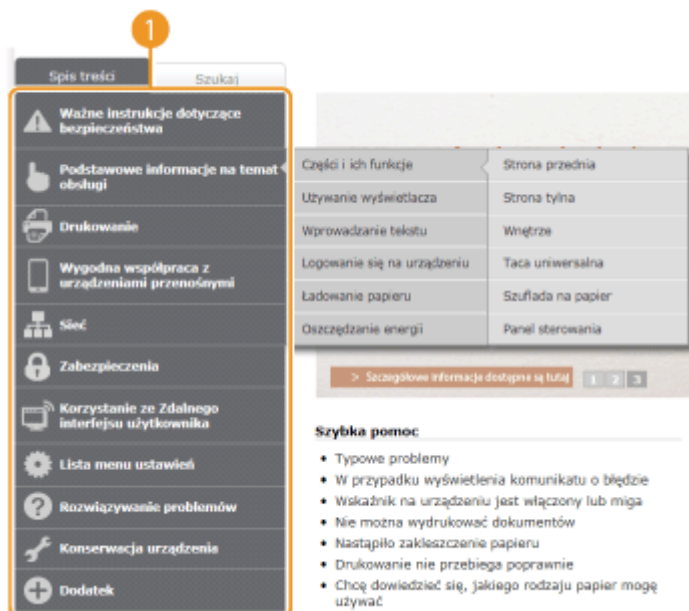 1
Spis treści
Szukaj
Ważne instrukcje dotyczące
bezpieczeństwa
Podstawowe informacje na temat
obsługi
Drukowanie
Wygodna współpraca z
urządzeniami przenośnymi
Sieć
Zabezpieczenia
Korzystanie ze Zdalnego
interfejsu użytkownika
Lista menu ustawień
Rozwiązywanie problemów
Konserwacja urządzenia
Dodatek
Części i ich funkcje
Używanie wyświetlacza
Wprowadzanie tekstu
Logowanie się na urządzeniu
Ładowanie papieru
Oszczędzanie energii
Strona przednia
Strona tylna
Wnętrze
Taca uniwersalna
Szuflada na papier
Panel sterowania
> Szczegółowe informacje dostępne są tutaj 1 2 3
Szybka pomoc
• Typowe problemy
• W przypadku wyświetlenia komunikatu o błędzie
• Wskaźnik na urządzeniu jest włączony lub miga
• Nie można wydrukować dokumentów
• Nastąpiło zakleszczenie papieru
• Drukowanie nie przebiega poprawnie
• Chcę dowiedzieć się, jakiego rodzaju papier mogę
używać